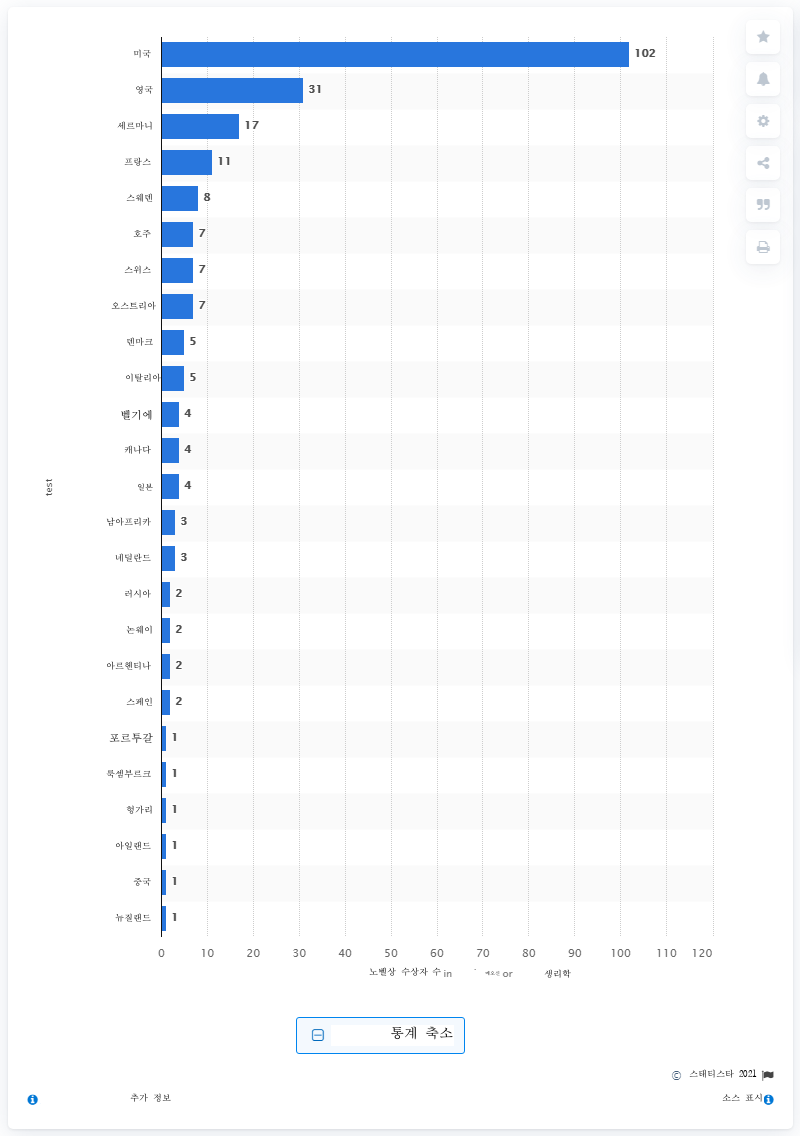 미국 102
영국 31
세르마니 17
프랑스 11
스웨덴 8
호주 7
스위스 7
오스트리아 7
덴마크 5
이탈리아 5
벨기에 4
캐나다 4
일본 4
남아프리카 3
네덜란드 3
러시아 2
논웨이 2
아르헨티나 2
스페인 2
포르투갈 1
룩셈부르크 1
헝가리 1
아일랜드 1
중국 1
뉴질랜드 1
test
0 10 20 30 40 50 60 70 80 90 100 110 120
노벨상 수상자 수 in or 생리학
통계 축소
© 스태티스타 2021
추가 정보
소스 표시